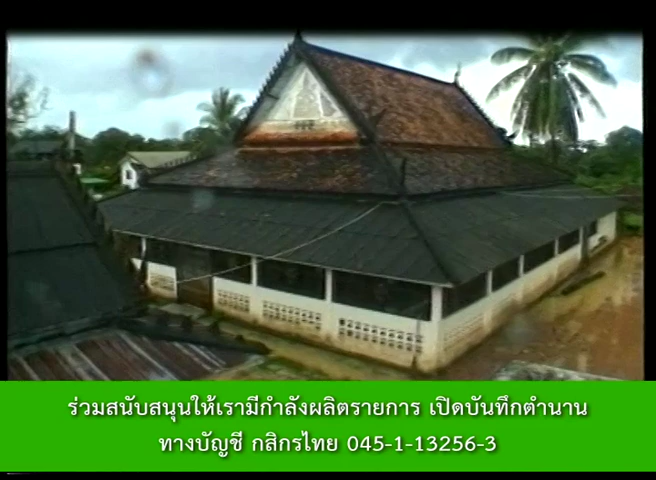 ร่วมสนับสนุนให้เรามีกำลังผลิตรายการ เปิดบันทึกตำนาน
ทางบัญชี กสิกรไทย 045-1-13256-3